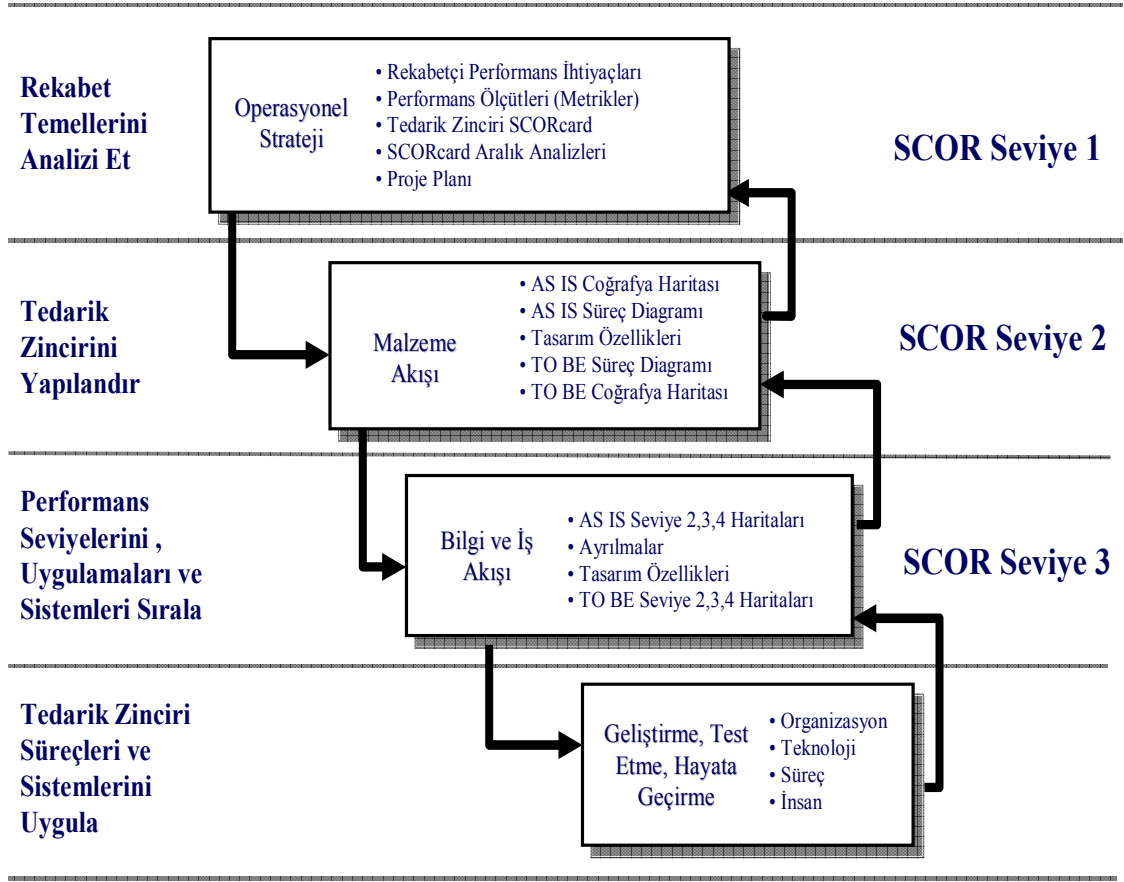 Rekabet
Temellerini
Analizi Et
Operasyonel
Strateji
• Rekabetçi Performans İhtiyaçları
• Performans Ölçütleri (Metrikler)
• Tedarik Zinciri SCORcard
• SCORcard Aralık Analizleri
• Proje Planı
SCOR Seviye 1
Tedarik
Zincirini
Yapılandır
Malzeme
Akışı
• AS IS Coğrafya Haritası
• AS IS Süreç Diagramı
• Tasarım Özellikleri
• TO BE Süreç Diagramı
• TO BE Coğrafya Haritası
SCOR Seviye 2
Performans
Seviyelerini ,
Uygulamaları ve
Sistemleri Sırala
Bilgi ve İş
Akışı
• AS IS Seviye 2,3,4 Haritaları
• Ayrılmalar
• Tasarım Özellikleri
• TO BE Seviye 2,3,4 Haritaları
SCOR Seviye 3
Tedarik Zinciri
Süreçleri ve
Sistemlerini
Uygula
Geliştirme, Test
Etme, Hayata
Geçirme
• Organizasyon
• Teknoloji
• Süreç
• İnsan